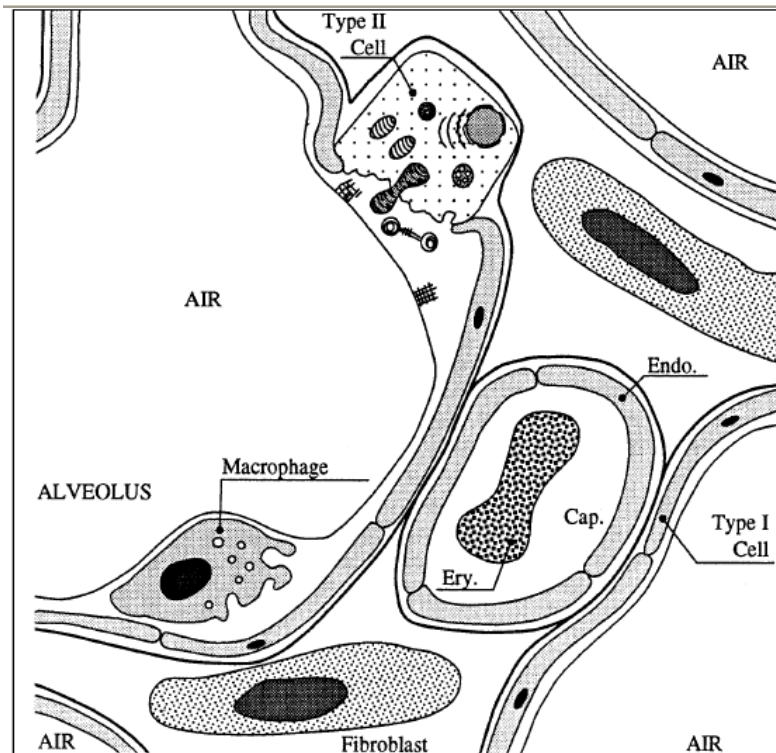 Type II
Cell
AIR
AIR
Endo.
Macrophage
ALVEOLUS
Cap.
Type I
Cell
Ery.
AIR
Fibroblast
AIR